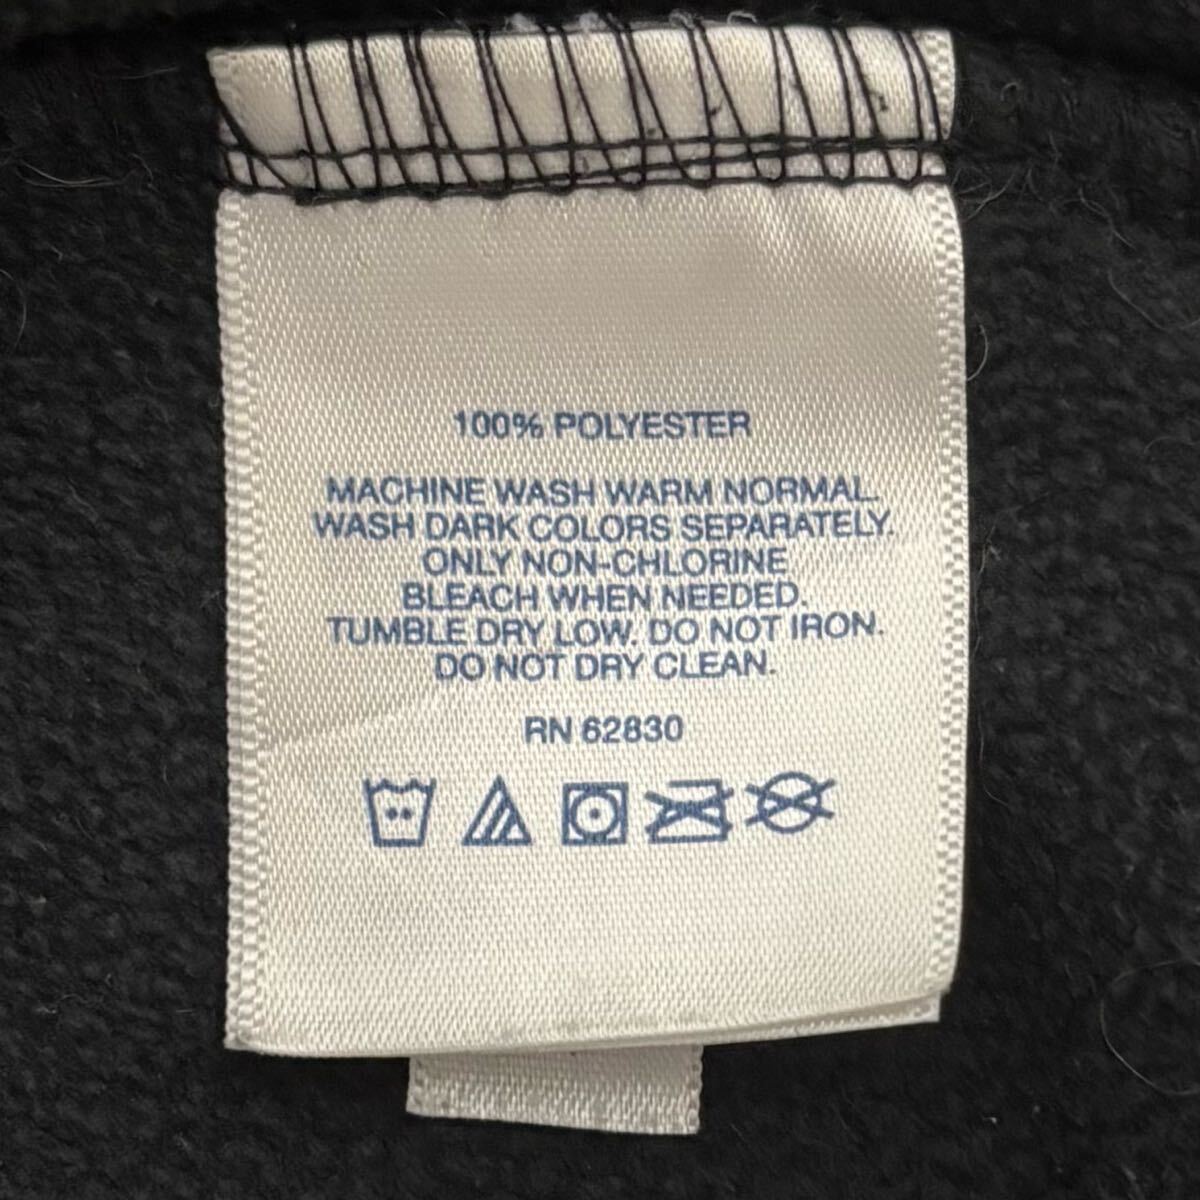 100% POLYESTER
MACHINE WASH WARM NORMAL.
WASH DARK COLORS SEPARATELY.
ONLY NON-CHLORINE
BLEACH WHEN NEEDED.
TUMBLE DRY LOW. DO NOT IRON.
DO NOT DRY CLEAN.
RN 62830